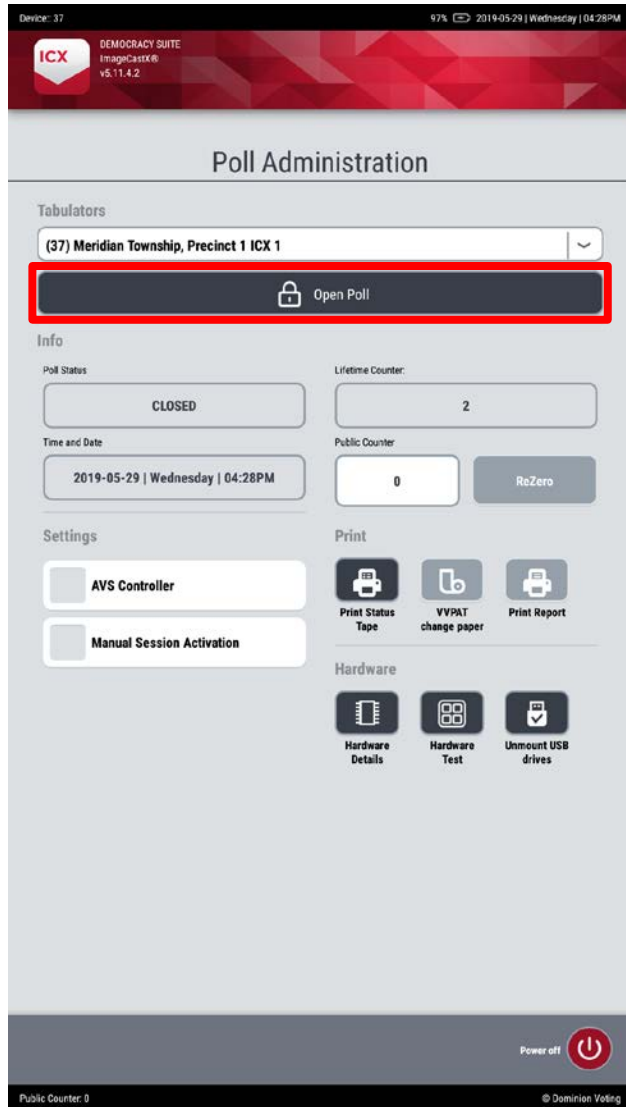 Device: 37
97% 2019-05-29 | Wednesday | 04:28PM
ICX
DEMOCRACY SUITE
ImageCastX®
v5.11.4.2
Poll Administration
Tabulators
(37) Meridian Township, Precinct 1 ICX 1
Open Poll
Info
Poll Status
CLOSED
Lifetime Counter:
2
Time and Date
2019-05-29 | Wednesday | 04:28PM
Public Counter
0
ReZero
Settings
AVS Controller
Manual Session Activation
Print
Print Status
Tape
VVPAT
change paper
Print Report
Hardware
Hardware
Details
Hardware
Test
Unmount USB
drives
Power off
Public Counter: 0
© Dominion Voting